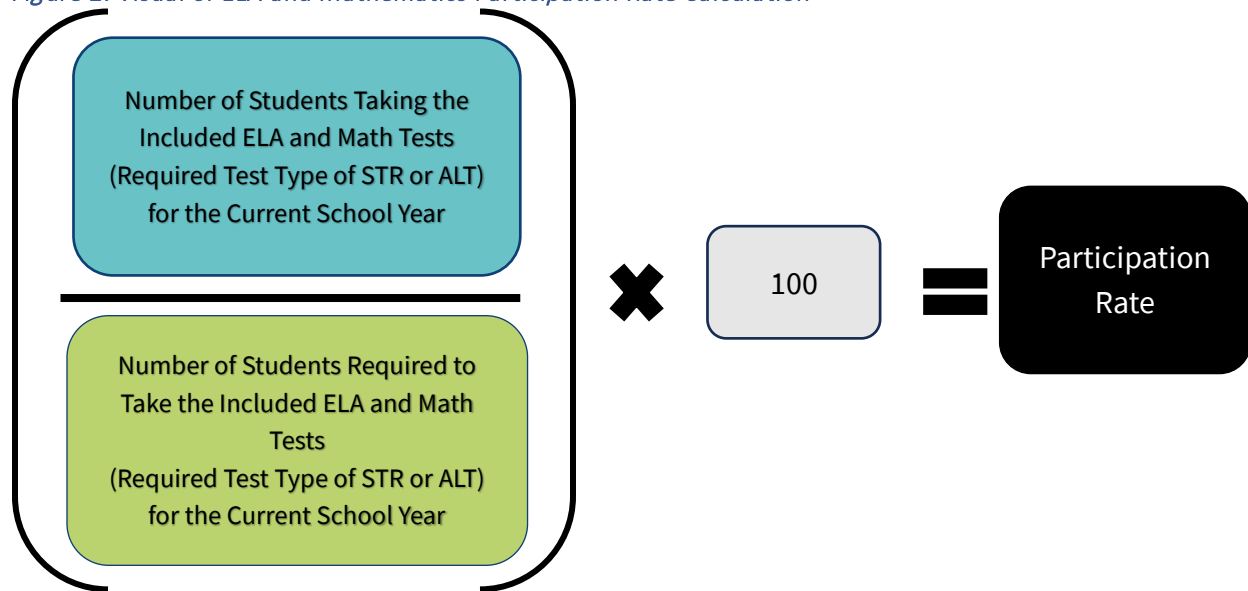 Number of Students Taking the
Included ELA and Math Tests
(Required Test Type of STR or ALT)
for the Current School Year
Number of Students Required to
Take the Included ELA and Math
Tests
(Required Test Type of STR or ALT)
for the Current School Year
100
Participation
Rate